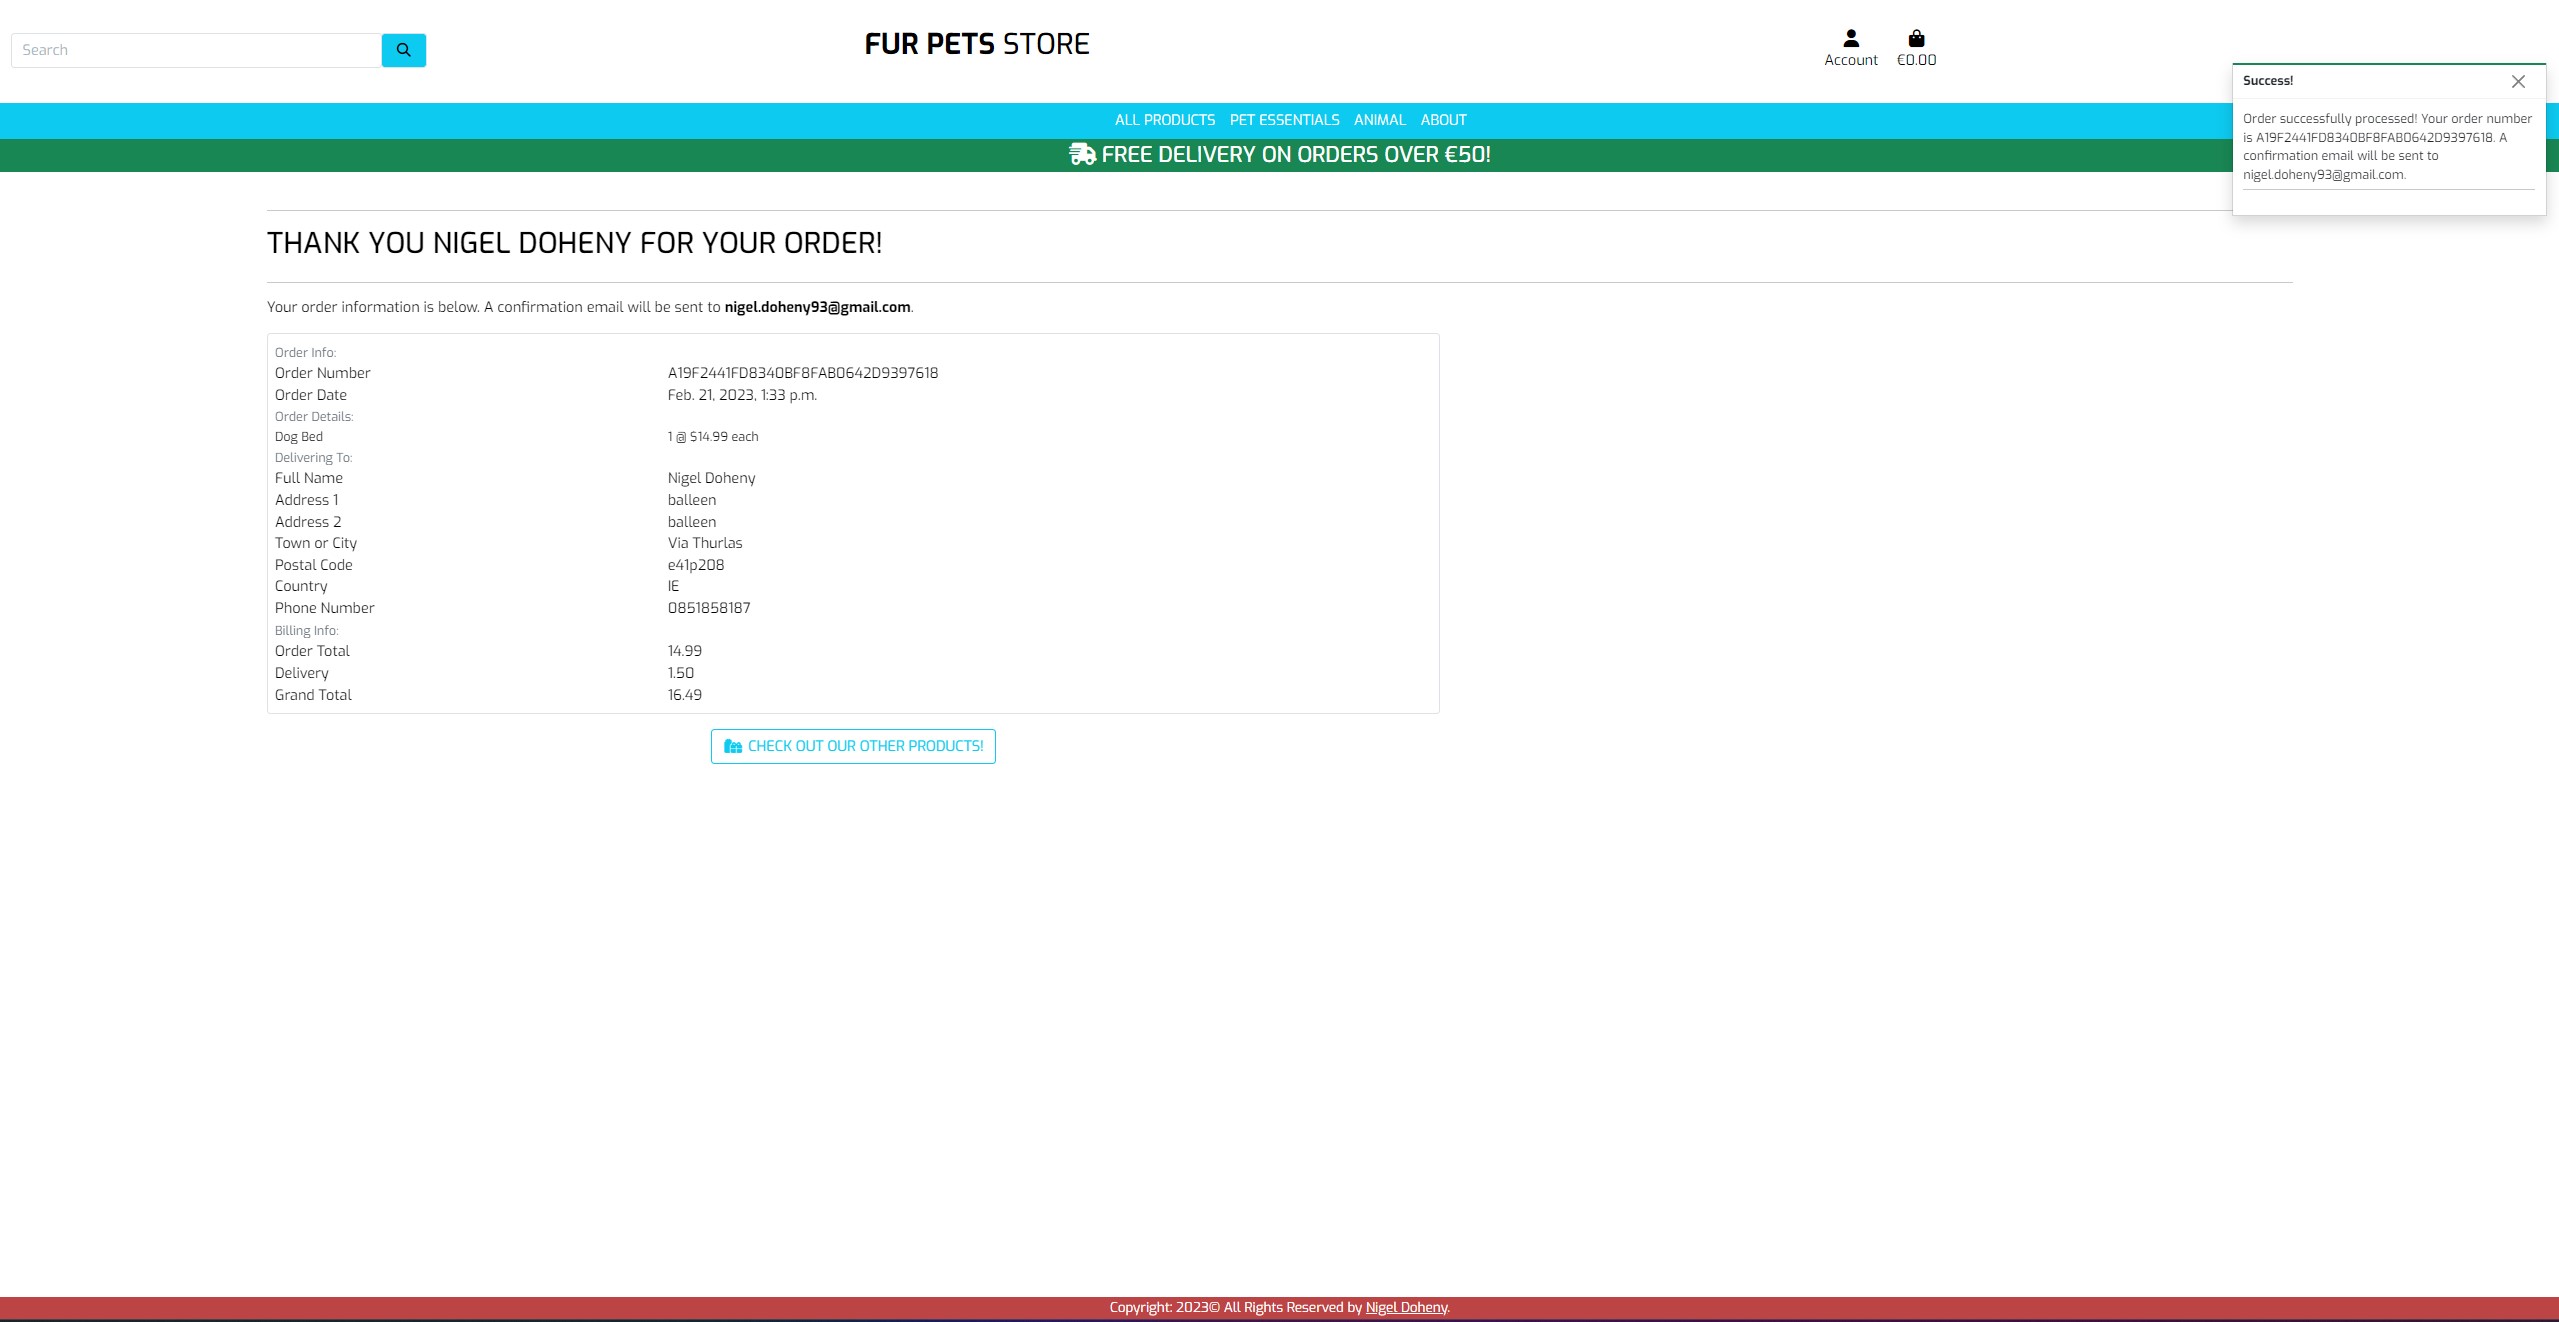 Search
FUR PETS STORE
Account
€0.00
Success!
Order successfully processed! Your order number
is A19F2441FD8340BF8FAB0642D9397618. A
confirmation email will be sent to
nigel.doheny93@gmail.com.
ALL PRODUCTS PET ESSENTIALS ANIMAL ABOUT
FREE DELIVERY ON ORDERS OVER €50!
THANK YOU NIGEL DOHENY FOR YOUR ORDER!
Your order information is below. A confirmation email will be sent to nigel.doheny93@gmail.com.
Order Info:
Order Number A19F2441FD8340BF8FAB0642D9397618
Order Date Feb. 21, 2023, 1:33 p.m.
Order Details:
Dog Bed 1 @ $14.99 each
Delivering To:
Full Name Nigel Doheny
Address 1 balleen
Address 2 balleen
Town or City Via Thurlas
Postal Code e41p208
Country IE
Phone Number 0851858187
Billing Info:
Order Total 14.99
Delivery 1.50
Grand Total 16.49
CHECK OUT OUR OTHER PRODUCTS!
Copyright: 2023© All Rights Reserved by Nigel Doheny.